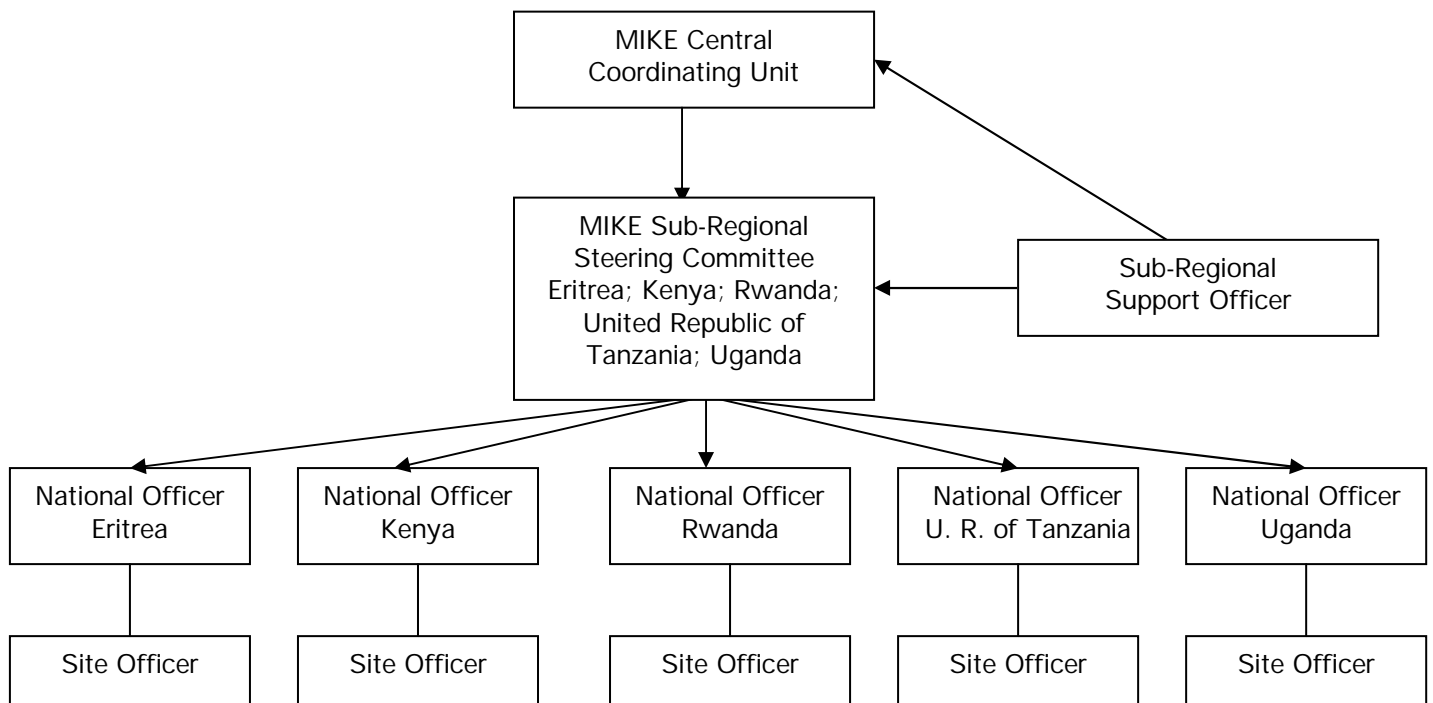 MIKE Central
Coordinating Unit
MIKE Sub-Regional
Steering Committee
Eritrea; Kenya; Rwanda;
United Republic of
Tanzania; Uganda
Sub-Regional
Support Officer
National Officer
Eritrea
National Officer
Kenya
National Officer
Rwanda
National Officer
U. R. of Tanzania
National Officer
Uganda
Site Officer
Site Officer
Site Officer
Site Officer
Site Officer